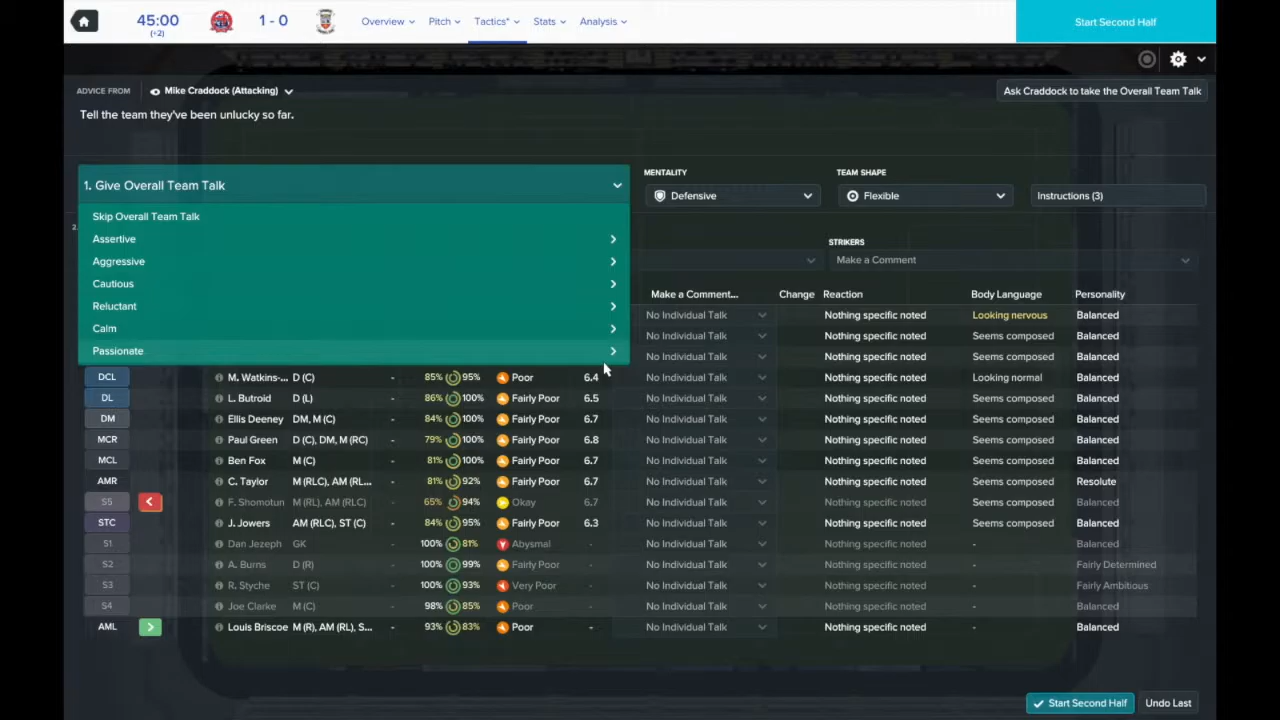 45:00
(+2)
1 - 0
Overview
Pitch
Tactics*
Stats
Analysis
Start Second Half
ADVICE FROM
Mike Craddock (Attacking)
Ask Craddock to take the Overall Team Talk
Tell the team they've been unlucky so far.
1. Give Overall Team Talk
MENTALITY
TEAM SHAPE
Defensive
Flexible
Instructions (3)
Skip Overall Team Talk
Assertive
Aggressive
Cautious
Reluctant
Calm
Passionate
2.
STRIKERS
Make a Comment
Make a Comment... Change Reaction Body Language Personality
No Individual Talk Nothing specific noted Looking nervous Balanced
No Individual Talk Nothing specific noted Seems composed Balanced
No Individual Talk Nothing specific noted Seems composed Balanced
DCL M. Watkins-... D (C) - 85% 95% Poor 6.4 No Individual Talk Nothing specific noted Looking normal Balanced
DL L. Butroid D (L) - 86% 100% Fairly Poor 6.5 No Individual Talk Nothing specific noted Seems composed Balanced
DM Ellis Deeney DM, M (C) - 84% 100% Fairly Poor 6.7 No Individual Talk Nothing specific noted Seems composed Balanced
MCR Paul Green D (C), DM, M (RC) - 79% 100% Fairly Poor 6.8 No Individual Talk Nothing specific noted Seems composed Balanced
MCL Ben Fox M (C) - 81% 100% Fairly Poor 6.7 No Individual Talk Nothing specific noted Seems composed Balanced
AMR C. Taylor M (RL), AM (RL... - 81% 92% Fairly Poor 6.7 No Individual Talk Nothing specific noted Seems composed Resolute
S5 F. Shomotun M (RL), AM (RLC) - 65% 94% Okay 6.7 No Individual Talk Nothing specific noted Seems composed Balanced
STC J. Jowers AM (RLC), ST (C) - 84% 95% Fairly Poor 6.3 No Individual Talk Nothing specific noted Seems composed Balanced
S1 Dan Jezeph GK - 100% 81% Abysmal - No Individual Talk Nothing specific noted - Balanced
S2 A. Burns D (R) - 100% 99% Fairly Poor - No Individual Talk Nothing specific noted - Fairly Determined
S3 R. Styche ST (C) - 100% 93% Very Poor - No Individual Talk Nothing specific noted - Fairly Ambitious
S4 Joe Clarke M (C) - 98% 85% Poor - No Individual Talk Nothing specific noted - Balanced
AML Louis Briscoe M (R), AM (RL), S... - 93% 83% Poor - No Individual Talk Nothing specific noted - Balanced
Start Second Half
Undo Last